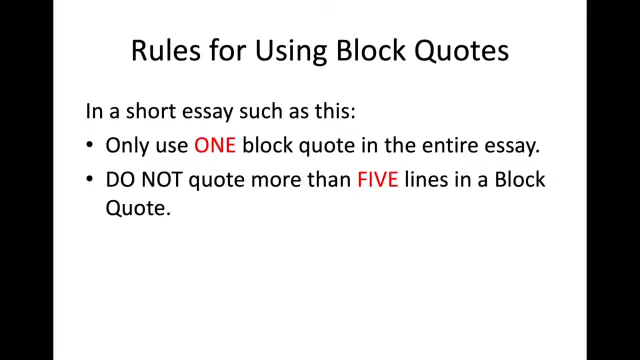 Rules for Using Block Quotes
In a short essay such as this:
• Only use ONE block quote in the entire essay.
• DO NOT quote more than FIVE lines in a Block
Quote.